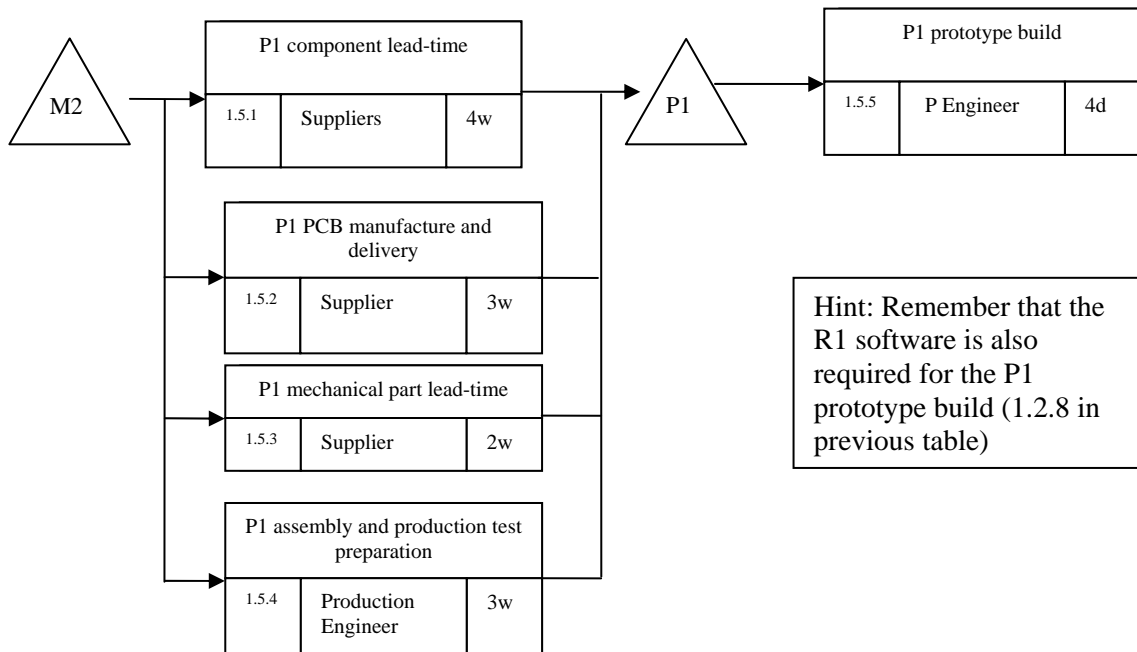 P1 component lead-time
M2
1.5.1 Suppliers 4w
P1
P1 prototype build
1.5.5 P Engineer 4d
P1 PCB manufacture and
delivery
1.5.2 Supplier 3w
P1 mechanical part lead-time
1.5.3 Supplier 2w
P1 assembly and production test
preparation
1.5.4 Production 3w
Engineer
Hint: Remember that the
R1 software is also
required for the P1
prototype build (1.2.8 in
previous table)